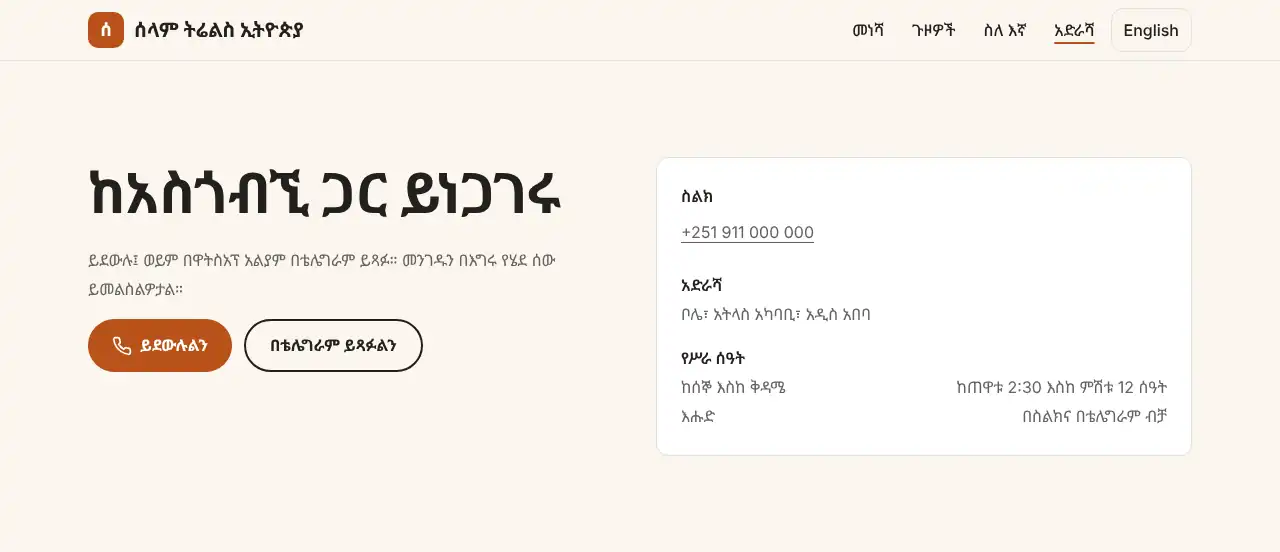 ሰ
ሰላም ትሬልስ ኢትዮጵያ
መነሻ
ጉዞዎች
ስለ እኛ
አድራሻ
English
ከአስጎብኚ ጋር ይነጋገሩ
ይደውሉ፤ ወይም በዋትስአፕ አልያም በቴሌግራም ይጻፉ። መንገዱን በእግሩ የሄደ ሰው
ይመልስልዎታል።
ይደውሉልን
በቴሌግራም ይጻፉልን
ስልክ
+251 911 000 000
አድራሻ
ቦሌ፣ አትላስ አካባቢ፣ አዲስ አበባ
የሥራ ሰዓት
ከሰኞ እስከ ቅዳሜ
ከጠዋቱ 2:30 እስከ ምሽቱ 12 ሰዓት
እሑድ
በስልክና በቴሌግራም ብቻ